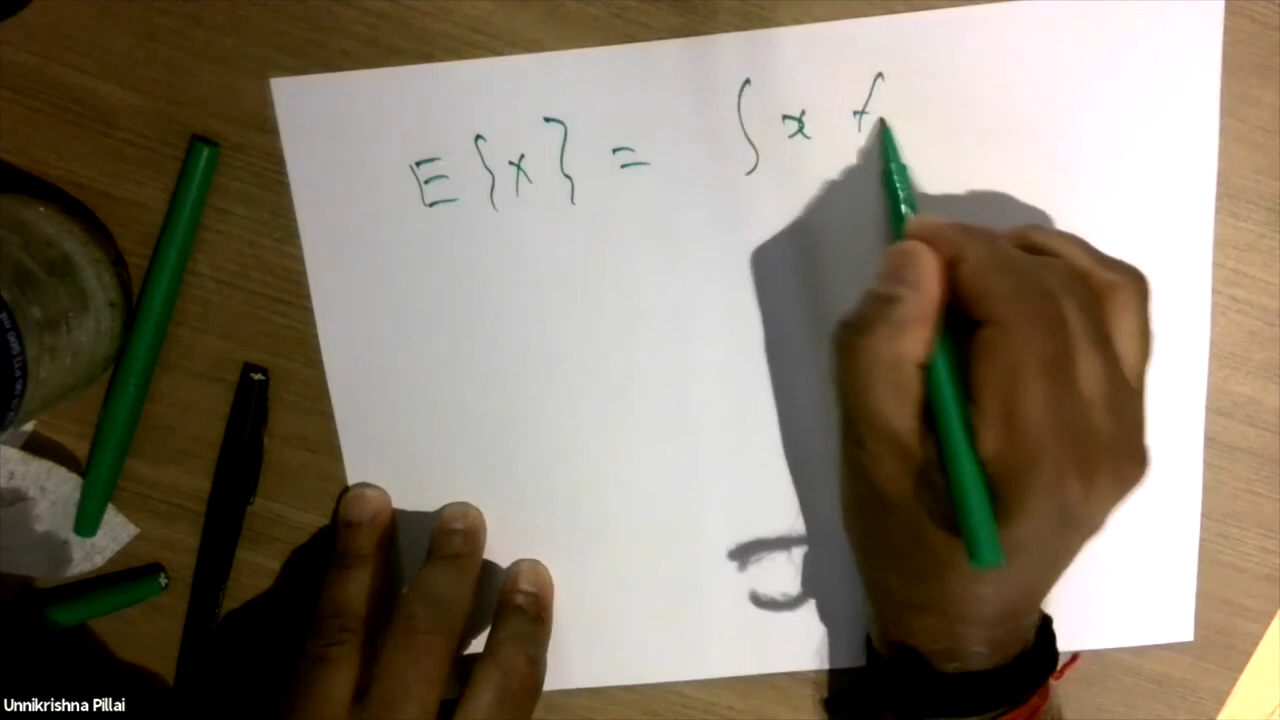 E{x} = ∫ x f
Unnikrishna Pillai